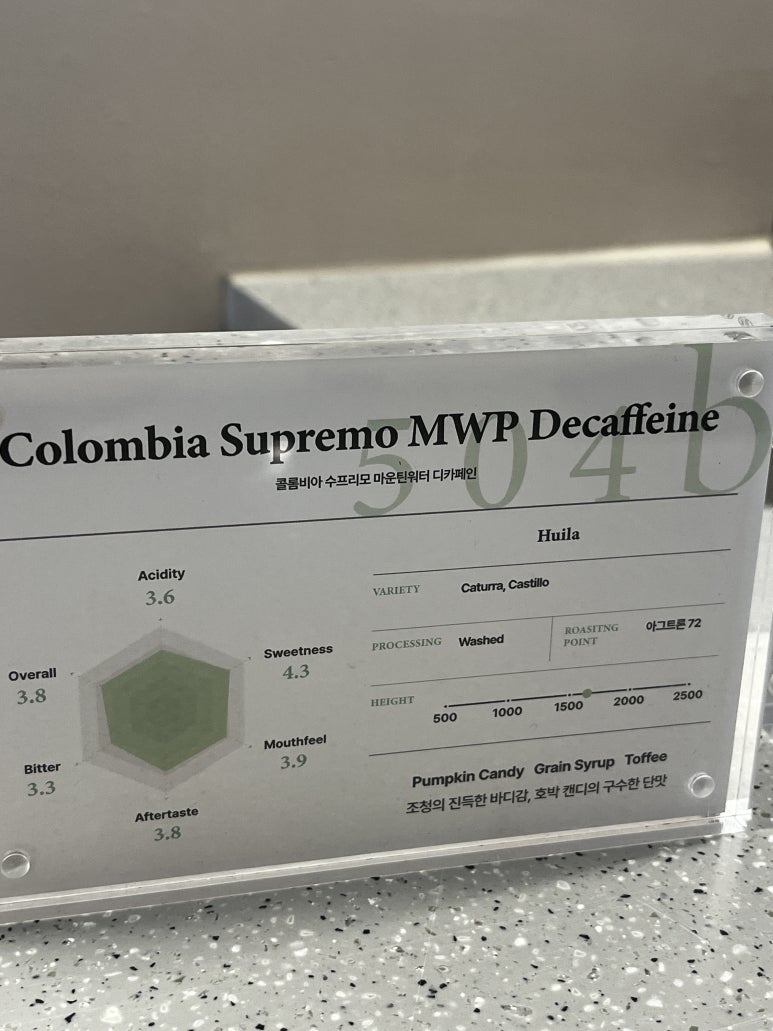 504b
Colombia Supremo MWP Decaffeine
콜롬비아 수프리모 마운틴워터 디카페인
Acidity
3.6
Sweetness
4.3
Mouthfeel
3.9
Aftertaste
3.8
Bitter
3.3
Overall
3.8
Huila
VARIETY Caturra, Castillo
PROCESSING Washed
ROASITNG
POINT
아그트론 72
HEIGHT
500 1000 1500 2000 2500
Pumpkin Candy Grain Syrup Toffee
조청의 진득한 바디감, 호박 캔디의 구수한 단맛